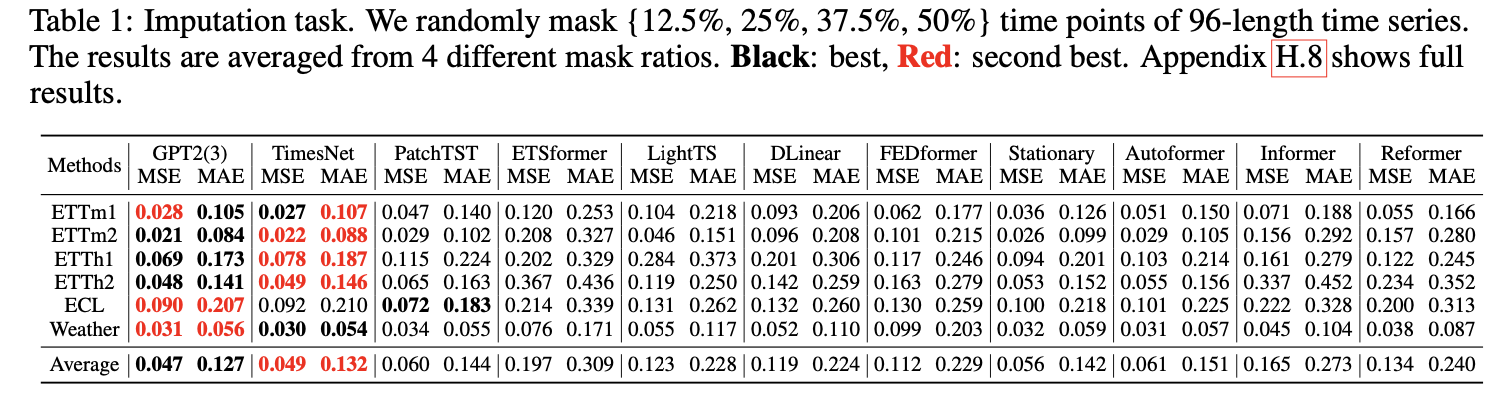 Table 1: Imputation task. We randomly mask {12.5%, 25%, 37.5%, 50%} time points of 96-length time series.
The results are averaged from 4 different mask ratios. Black: best, Red: second best. Appendix H.8 shows full
results.
Methods GPT2(3) TimesNet PatchTST ETSformer LightTS DLinear FEDformer Stationary Autoformer Informer Reformer
MSE MAE MSE MAE MSE MAE MSE MAE MSE MAE MSE MAE MSE MAE MSE MAE MSE MAE MSE MAE MSE MAE
ETTm1 0.028 0.105 0.027 0.107 0.047 0.140 0.120 0.253 0.104 0.218 0.093 0.206 0.062 0.177 0.036 0.126 0.051 0.150 0.071 0.188 0.055 0.166
ETTm2 0.021 0.084 0.022 0.088 0.029 0.102 0.208 0.327 0.046 0.151 0.096 0.208 0.101 0.215 0.026 0.099 0.029 0.105 0.156 0.292 0.157 0.280
ETTh1 0.069 0.173 0.078 0.187 0.115 0.224 0.202 0.329 0.284 0.373 0.201 0.306 0.117 0.246 0.094 0.201 0.103 0.214 0.161 0.279 0.122 0.245
ETTh2 0.048 0.141 0.049 0.146 0.065 0.163 0.367 0.436 0.119 0.250 0.142 0.259 0.163 0.279 0.053 0.152 0.055 0.156 0.337 0.452 0.234 0.352
ECL 0.090 0.207 0.092 0.210 0.072 0.183 0.214 0.339 0.131 0.262 0.132 0.260 0.130 0.259 0.100 0.218 0.101 0.225 0.222 0.328 0.200 0.313
Weather 0.031 0.056 0.030 0.054 0.034 0.055 0.076 0.171 0.055 0.117 0.052 0.110 0.099 0.203 0.032 0.059 0.031 0.057 0.045 0.104 0.038 0.087
Average 0.047 0.127 0.049 0.132 0.060 0.144 0.197 0.309 0.123 0.228 0.119 0.224 0.112 0.229 0.056 0.142 0.061 0.151 0.165 0.273 0.134 0.240